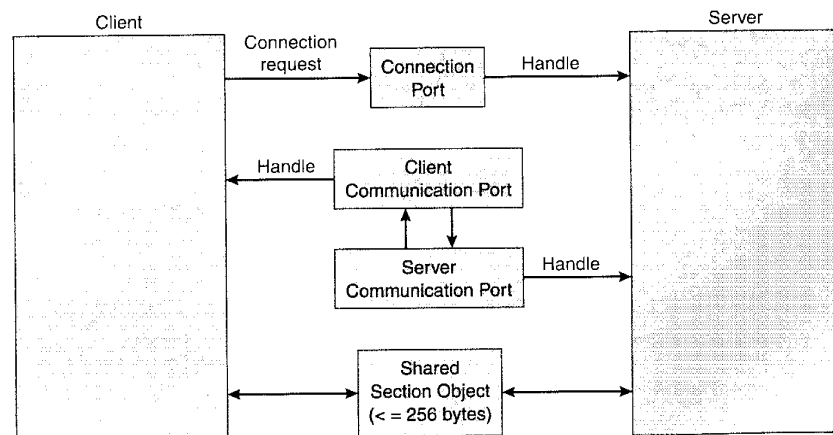 Client
Server
Connection
request
Connection
Port
Handle
Handle
Client
Communication Port
Server
Communication Port
Handle
Shared
Section Object
(< = 256 bytes)